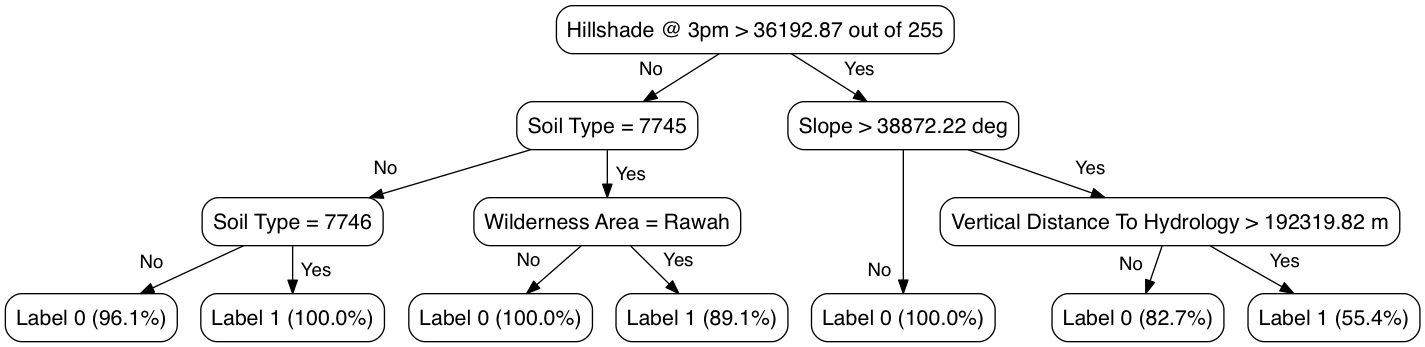 Hillshade @ 3pm > 36192.87 out of 255
No
Yes
Soil Type = 7745
Slope > 38872.22 deg
No
Yes
Yes
Soil Type = 7746
Wilderness Area = Rawah
Vertical Distance To Hydrology > 192319.82 m
No
Yes
No
Yes
No
No
Yes
Label 0 (96.1%)
Label 1 (100.0%)
Label 0 (100.0%)
Label 1 (89.1%)
Label 0 (100.0%)
Label 0 (82.7%)
Label 1 (55.4%)